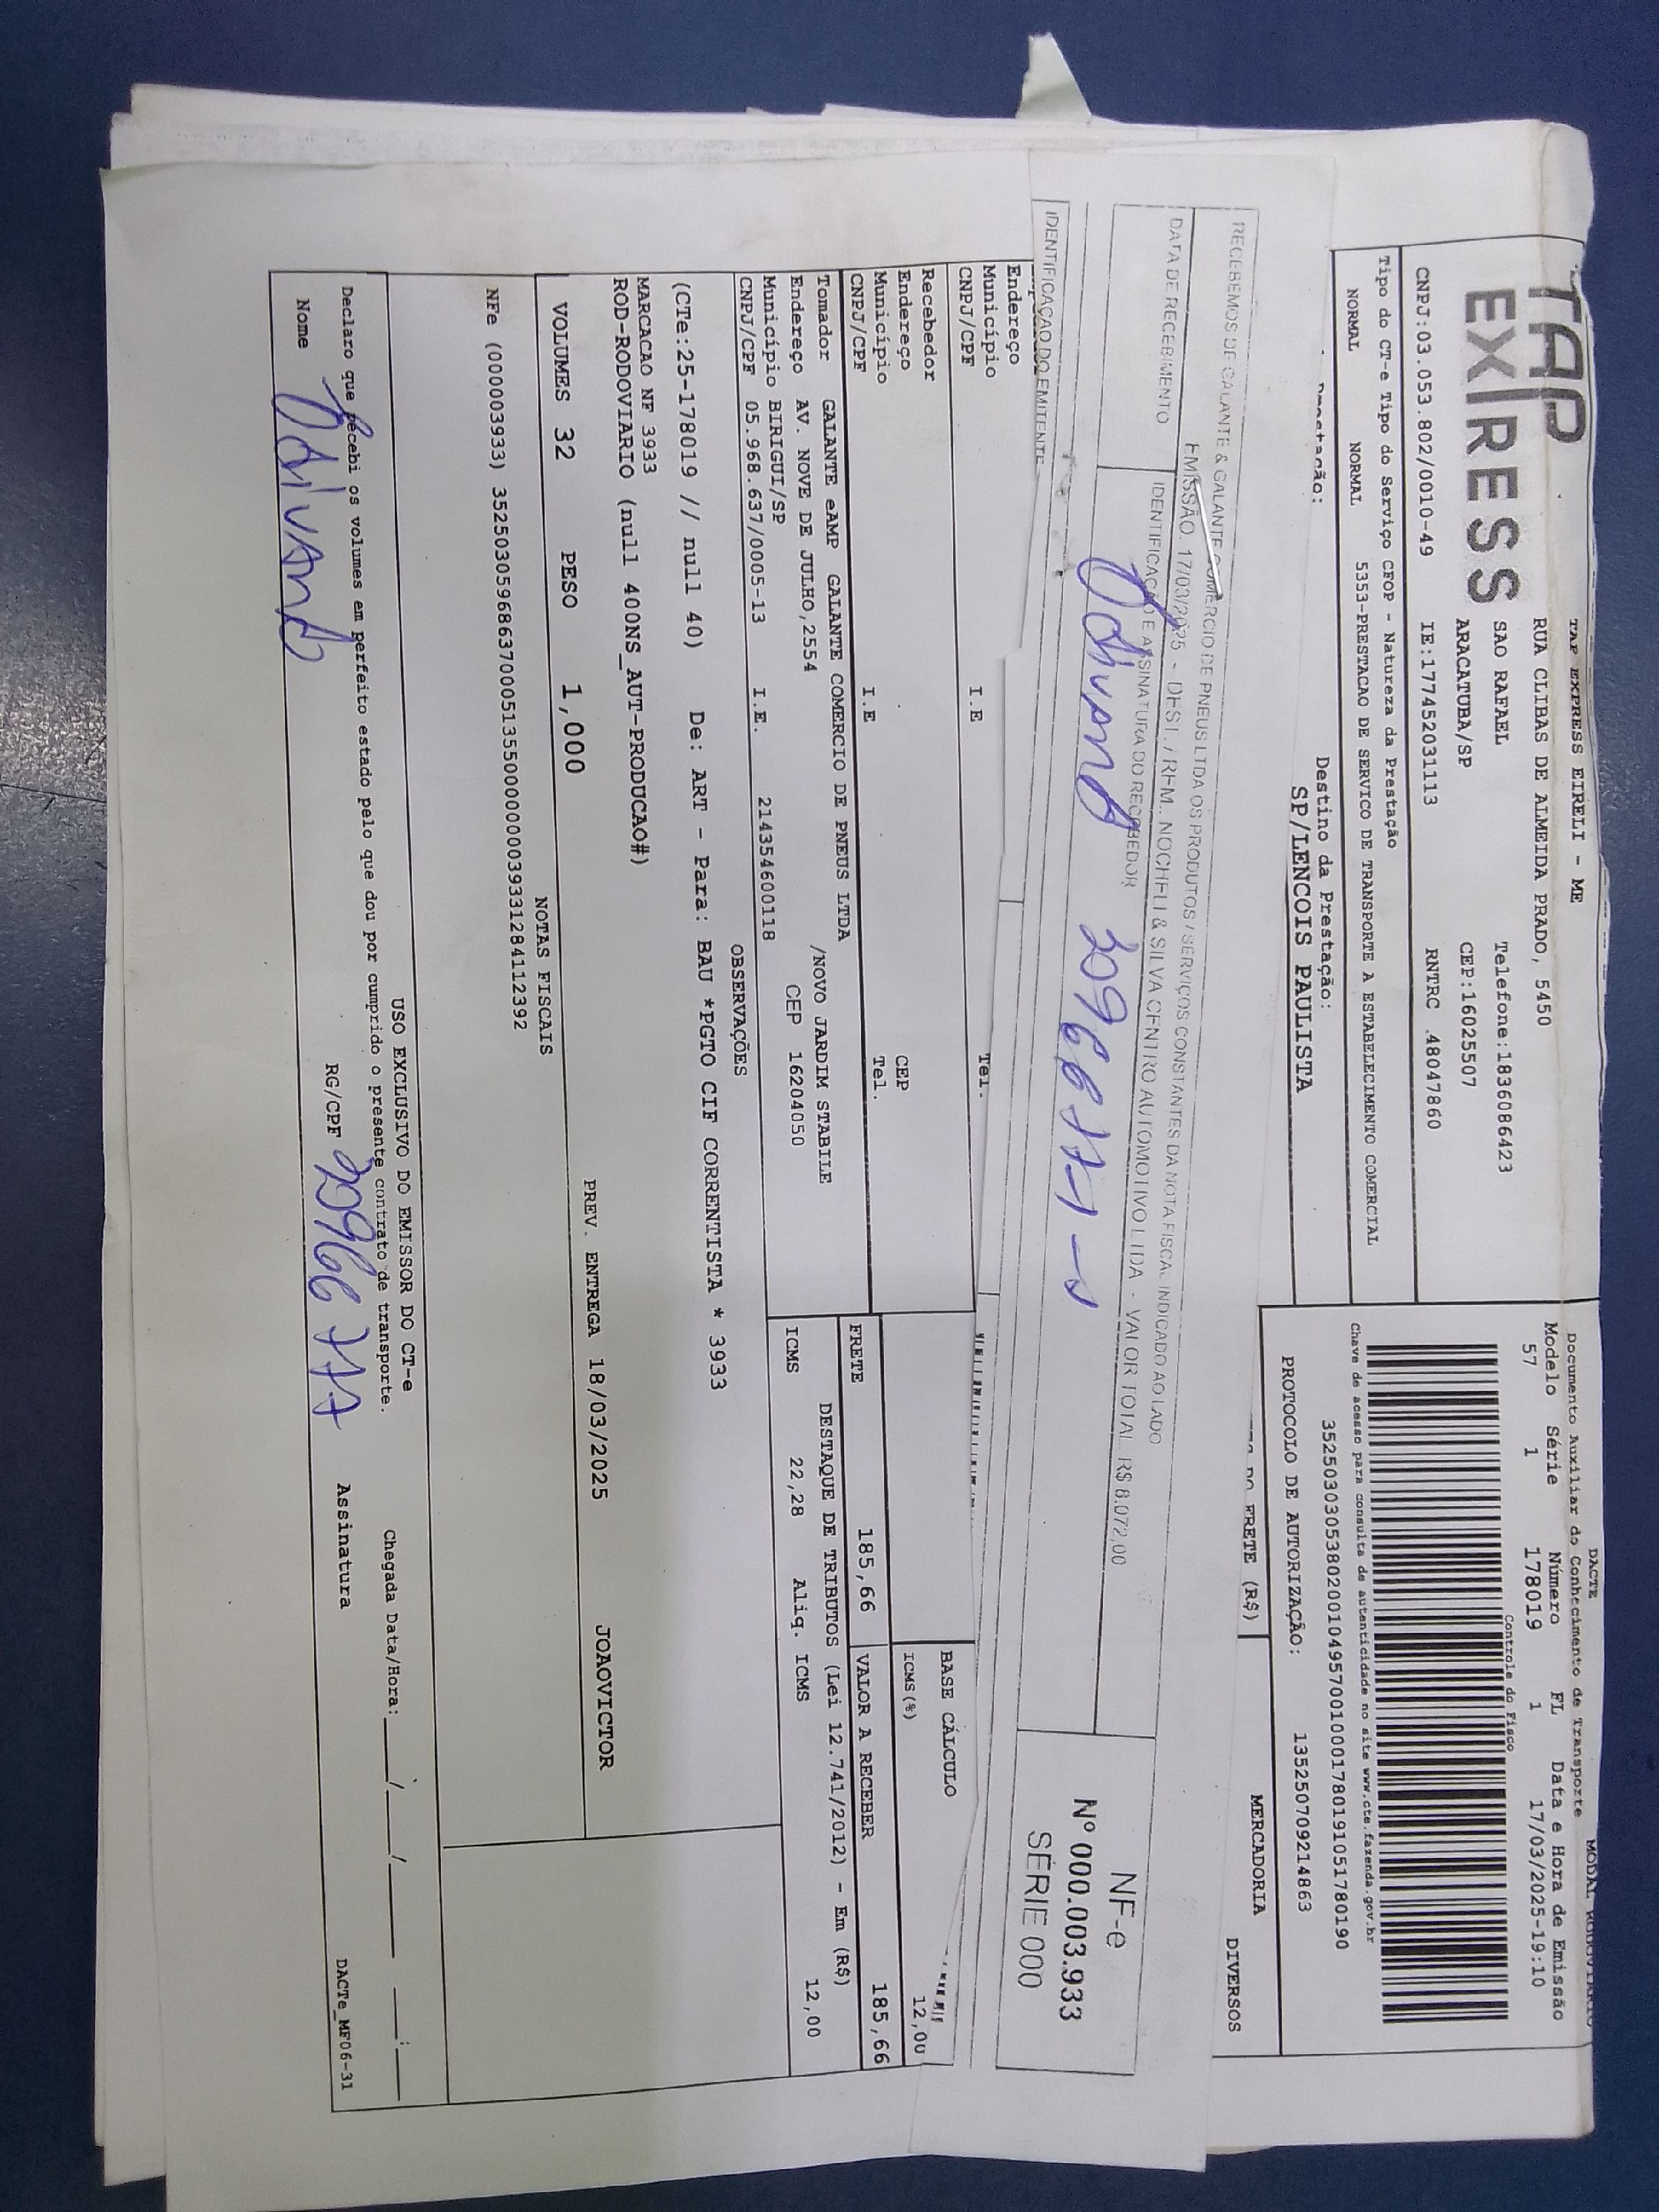 TAP EXPRESS
TAP EXPRESS EIRELI - ME
RUA CLIBAS DE ALMEIDA PRADO, 5450
SAO RAFAEL Telefone:1836086423
ARACATUBA/SP CEP:16025507
CNPJ:03.053.802/0010-49 IE:177452031113 RNTRC .48047860
Tipo do CT-e Tipo do Serviço CFOP - Natureza da Prestação
NORMAL NORMAL 5353-PRESTACAO DE SERVICO DE TRANSPORTE A ESTABELECIMENTO COMERCIAL
Prestação: Destino da Prestação:
SP/LENCOIS PAULISTA
DACTE MODAL RODOVIARIO
Documento Auxiliar do Conhecimento de Transporte
Modelo Série Número FL Data e Hora de Emissão
57 1 178019 1 17/03/2025-19:10
Controle do Fisco
Chave de acesso para consulta de autenticidade no site www.cte.fazenda.gov.br
35250303053802001049570010001780191051780190
PROTOCOLO DE AUTORIZAÇÃO: 135250709214863
DO FRETE (R$) MERCADORIA DIVERSOS
RECEBEMOS DE GALANTE & GALANTE COMERCIO DE PNEUS LTDA OS PRODUTOS / SERVIÇOS CONSTANTES DA NOTA FISCAL INDICADO AO LADO
EMISSÃO: 17/03/2025 - DEST. / REM.: NOCHELI & SILVA CENTRO AUTOMOTIVO LTDA - VALOR TOTAL: R$ 8.072,00
DATA DE RECEBIMENTO IDENTIFICAÇÃO E ASSINATURA DO RECEBEDOR
NF-e
Nº 000.003.933
SÉRIE 000
IDENTIFICAÇÃO DO EMITENTE
Endereço
Município Tel.
CNPJ/CPF I.E
Recebedor
Endereço CEP
Município Tel.
CNPJ/CPF I.E
BASE CÁLCULO
ICMS(%) 12,00
FRETE 185,66 VALOR A RECEBER 185,66
Tomador GALANTE eAMP GALANTE COMERCIO DE PNEUS LTDA
Endereço AV. NOVE DE JULHO,2554 /NOVO JARDIM STABILE
Município BIRIGUI/SP CEP 16204050
CNPJ/CPF 05.968.637/0005-13 I.E. 214354600118
DESTAQUE DE TRIBUTOS (Lei 12.741/2012) - Em (R$)
ICMS 22,28 Aliq. ICMS 12,00
OBSERVAÇÕES
(CTe:25-178019 // null 40) De: ART - Para: BAU *PGTO CIF CORRENTISTA * 3933
MARCACAO NF 3933
ROD-RODOVIARIO (null 400NS_AUT-PRODUCAO#)
VOLUMES 32 PESO 1,000 PREV. ENTREGA 18/03/2025 JOAOVICTOR
NOTAS FISCAIS
NFe (000003933) 35250305968637000513550000000039331284112392
USO EXCLUSIVO DO EMISSOR DO CT-e
Declaro que recebi os volumes em perfeito estado pelo que dou por cumprido o presente contrato de transporte. Chegada Data/Hora:___/___/___ ___:___
Nome RG/CPF Assinatura
DACTe_MF06-31